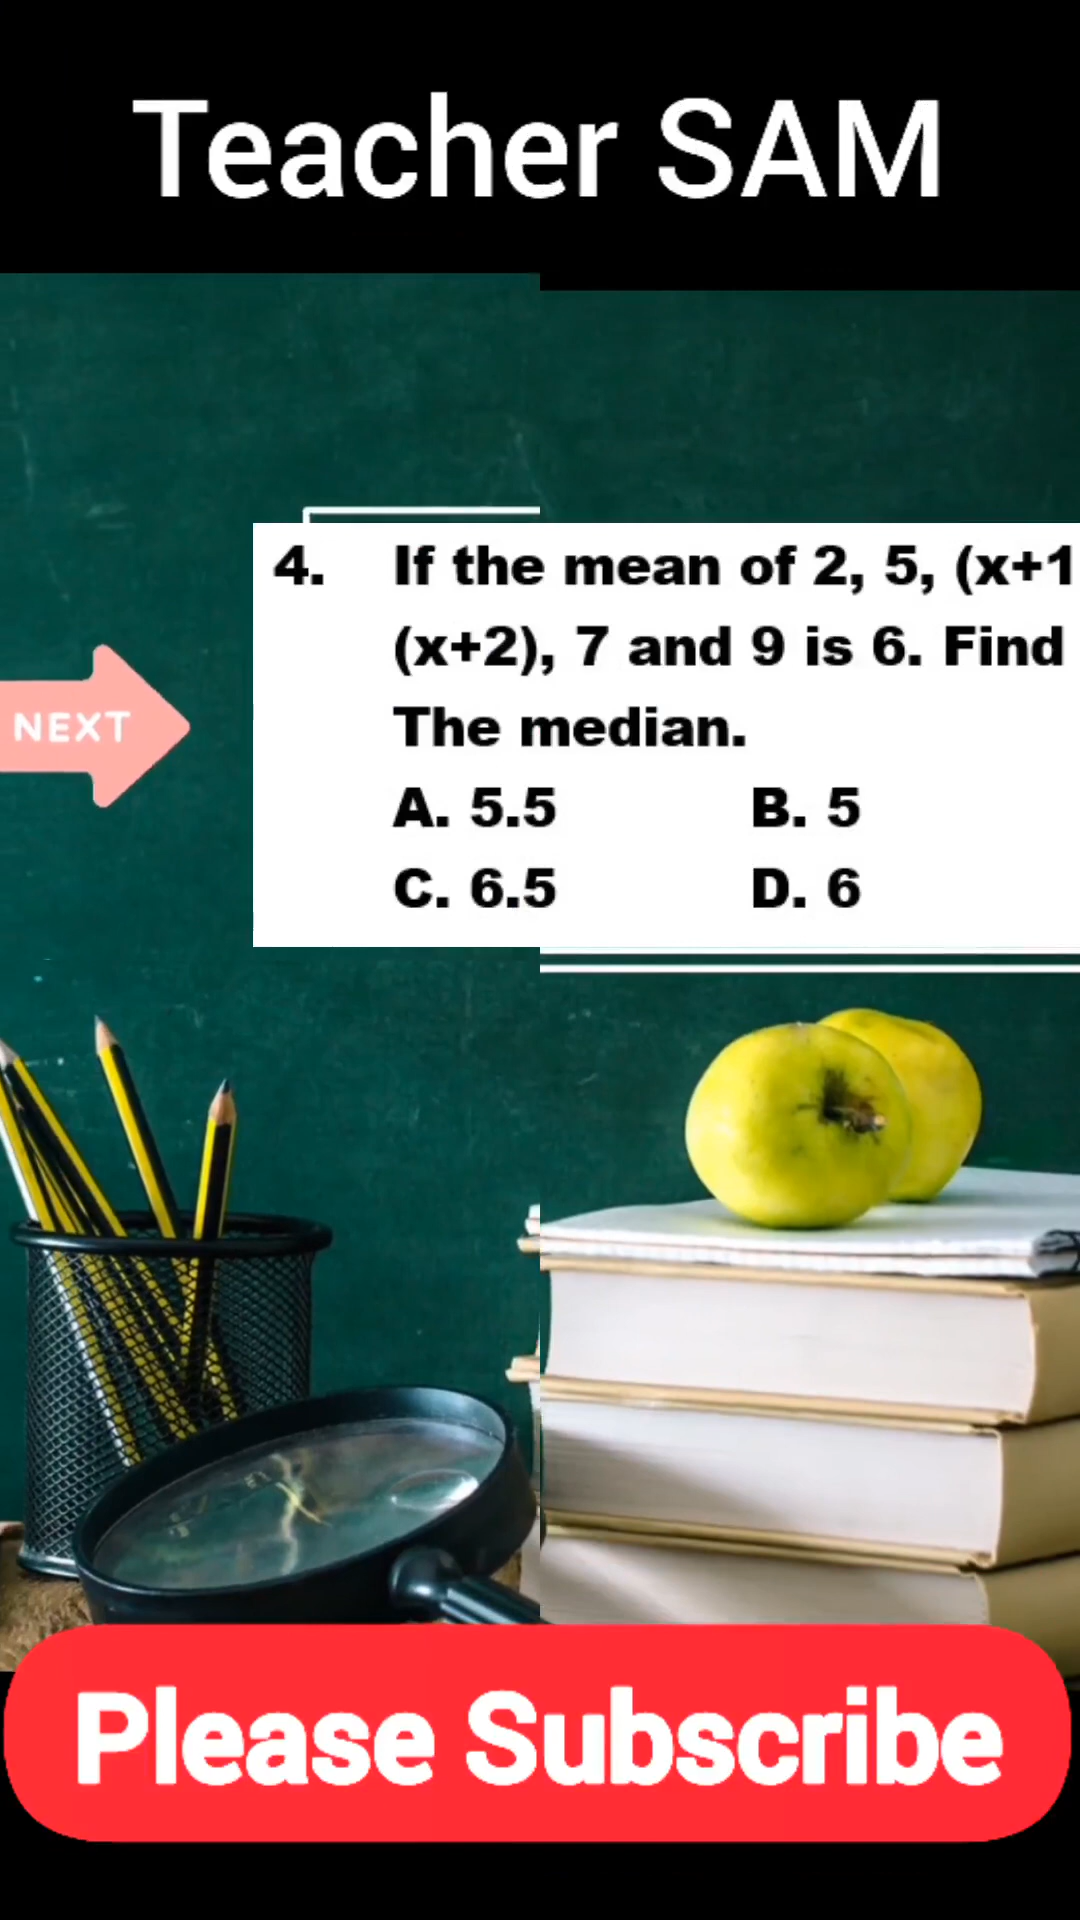 Teacher SAM
4. If the mean of 2, 5, (x+1
(x+2), 7 and 9 is 6. Find
The median.
NEXT
A. 5.5 B. 5
C. 6.5 D. 6
Please Subscribe